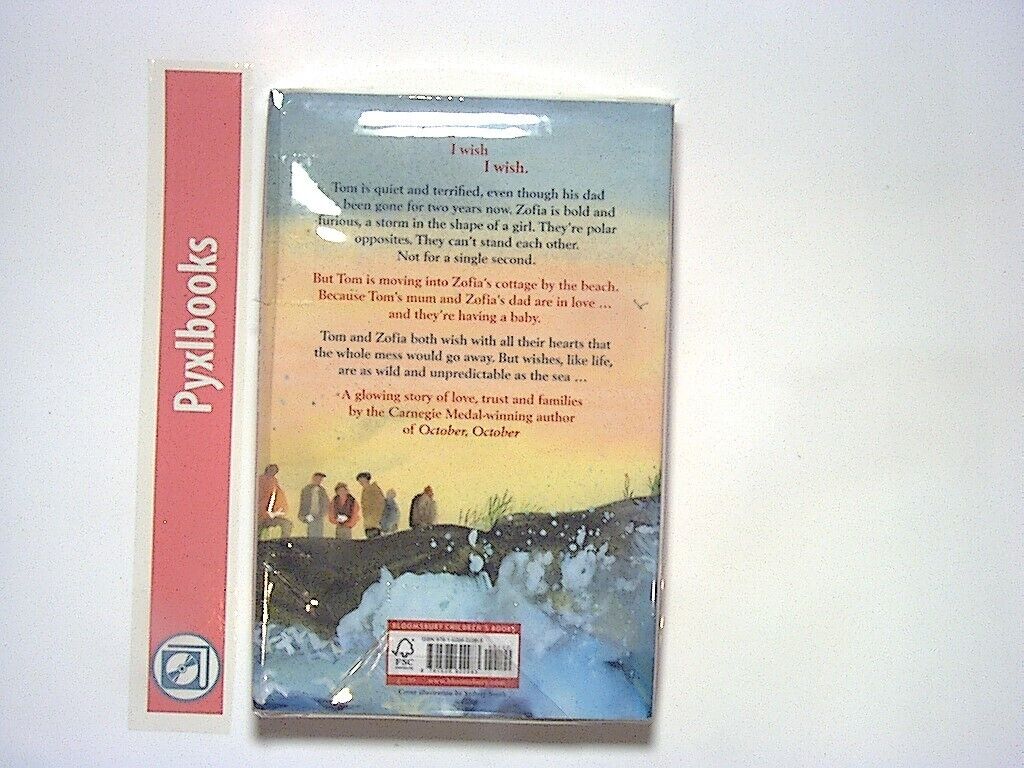 Pyxlbooks
I wish
I wish.
Tom is quiet and terrified, even though his dad
been gone for two years now. Zofia is bold and
furious, a storm in the shape of a girl. They're polar
opposites. They can't stand each other.
Not for a single second.
But Tom is moving into Zofia's cottage by the beach.
Because Tom's mum and Zofia's dad are in love ...
and they're having a baby.
Tom and Zofia both wish with all their hearts that
the whole mess would go away. But wishes, like life,
are as wild and unpredictable as the sea ...
A glowing story of love, trust and families
by the Carnegie Medal-winning author
of October, October
BLOOMSBURY CHILDREN'S BOOKS
FSC
Cover illustration by Sydney Smith